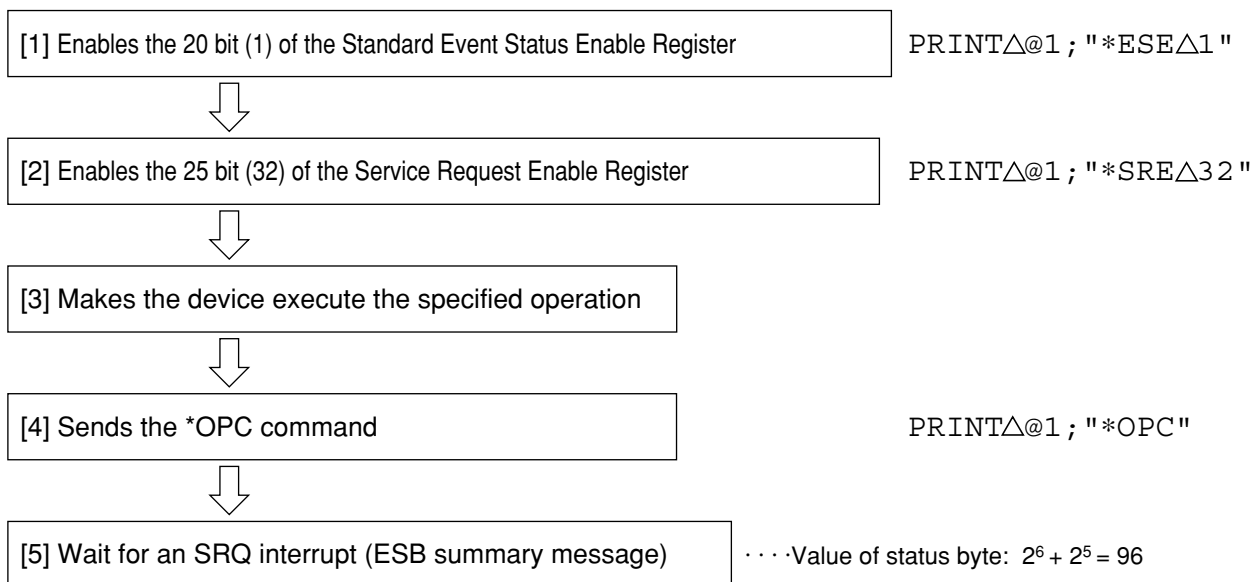 [1] Enables the 20 bit (1) of the Standard Event Status Enable Register PRINT△@1;"*ESE△1"
[2] Enables the 25 bit (32) of the Service Request Enable Register PRINT△@1;"*SRE△32"
[3] Makes the device execute the specified operation
[4] Sends the *OPC command PRINT△@1;"*OPC"
[5] Wait for an SRQ interrupt (ESB summary message) ····Value of status byte: 2⁶ + 2⁵ = 96